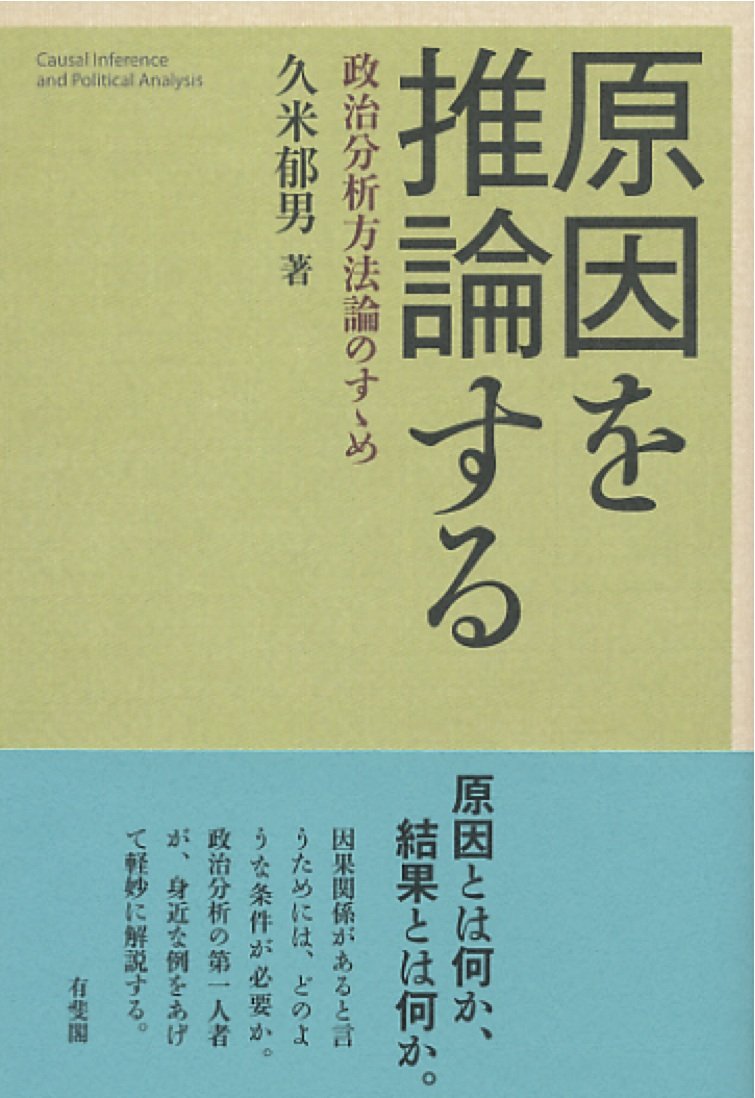 Causal Inference
and Political Analysis
原因を
推論する
政治分析方法論のすゝめ
久米郁男 著
原因とは何か、
結果とは何か。
因果関係があると言
うためには、どのよ
うな条件が必要か。
政治分析の第一人者
が、身近な例をあげ
て軽妙に解説する。
有斐閣